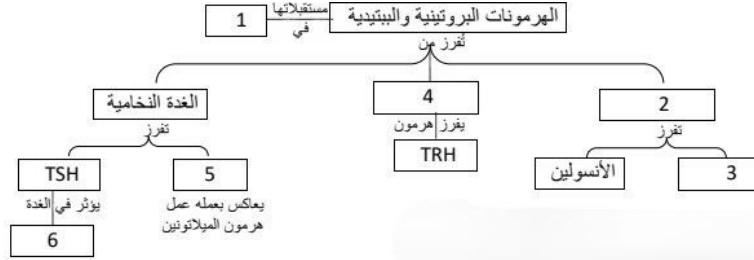 الهرمونات البروتينية والببتيدية
مستقبلاتها
في
1
تُفرز من
الغدة النخامية
4
2
تفرز
يفرز هرمون
تفرز
TSH
5
TRH
الأنسولين
3
يؤثر في الغدة
يعاكس بعمله عمل
هرمون الميلاتونين
6